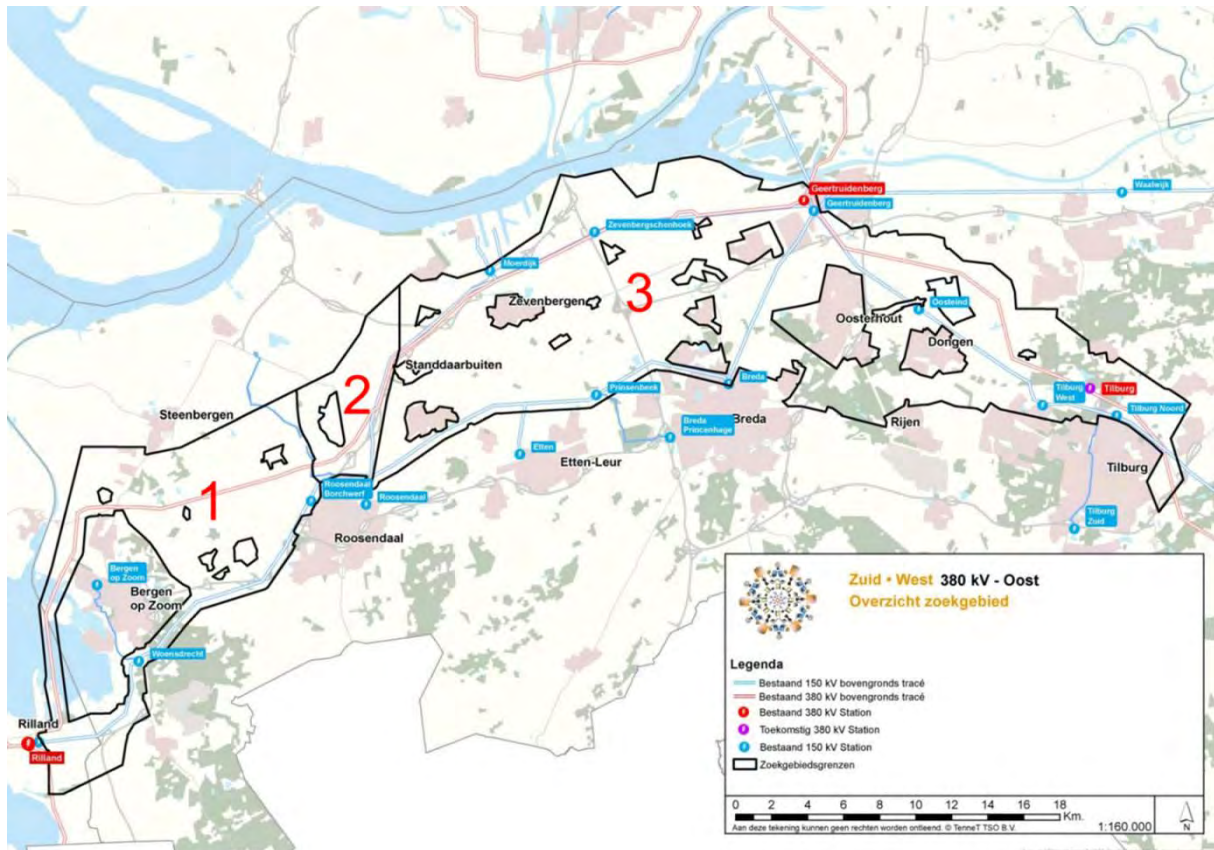 Geertruidenberg
Geertruidenberg
Waalwijk
Zevenbergschenhoek
Moerdijk
3
Zevenbergen
Oosteind
Oosterhout
Dongen
Standdaarbuiten
2
Steenbergen
Prinsenbeek
Breda
Tilburg
West
Tilburg
Tilburg Noord
Breda
Princenhage
Breda
Rijen
Etten
Etten-Leur
Tilburg
1
Roosendaal
Borchwerf
Roosendaal
Tilburg
Zuid
Roosendaal
Bergen
op Zoom
Bergen
op Zoom
Woensdrecht
Rilland
Rilland
Zuid • West 380 kV - Oost
Overzicht zoekgebied
Legenda
Bestaand 150 kV bovengronds tracé
Bestaand 380 kV bovengronds tracé
Bestaand 380 kV Station
Toekomstig 380 kV Station
Bestaand 150 kV Station
Zoekgebiedsgrenzen
0 2 4 6 8 10 12 14 16 18
Km.
Aan deze tekening kunnen geen rechten worden ontleend. © TenneT TSO B.V.
1:160.000
N